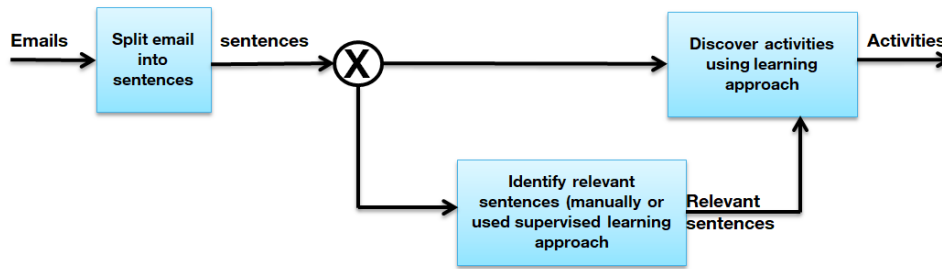 Emails
Split email
into
sentences
sentences
X
Discover activities
using learning
approach
Activities
Identify relevant
sentences (manually or
used supervised learning
approach
Relevant
sentences